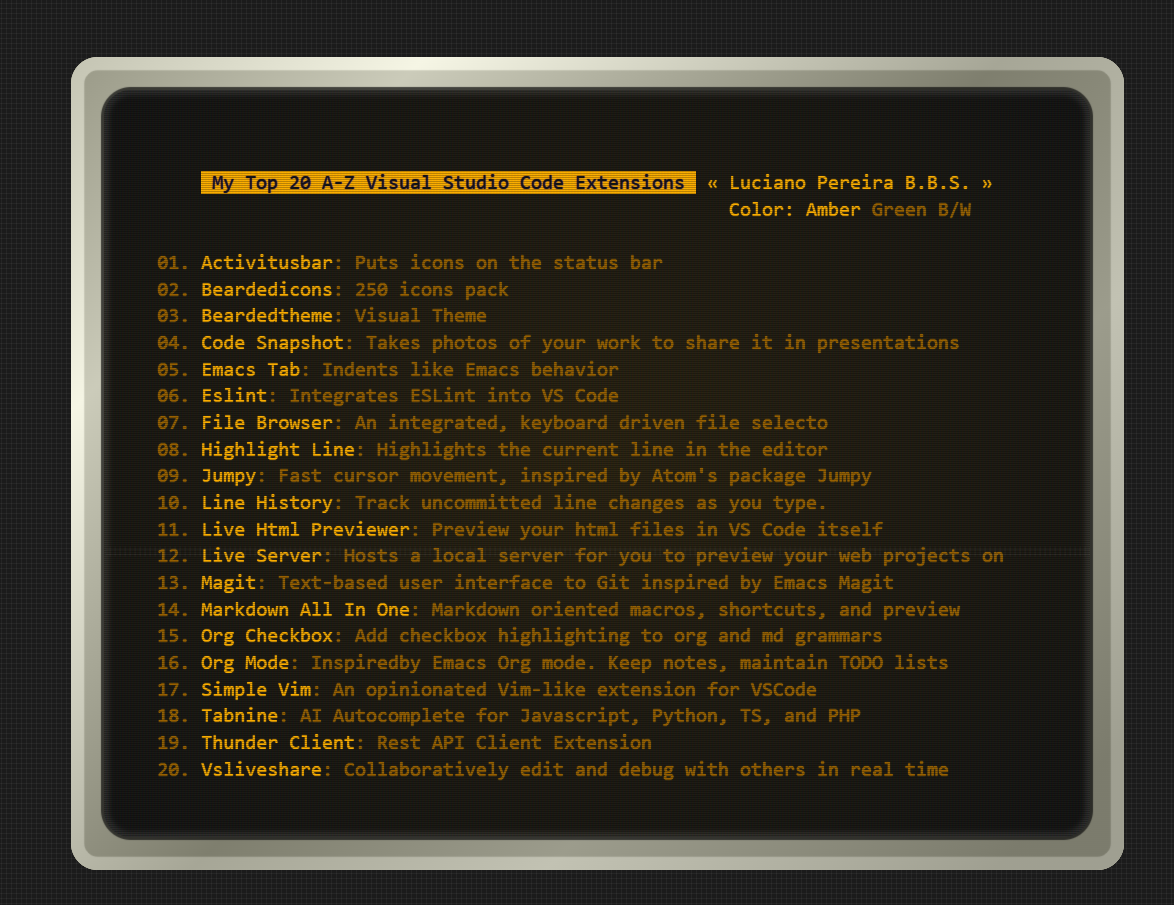 My Top 20 A-Z Visual Studio Code Extensions « Luciano Pereira B.B.S. »
Color: Amber Green B/W
01. Activitusbar: Puts icons on the status bar
02. Beardedicons: 250 icons pack
03. Beardedtheme: Visual Theme
04. Code Snapshot: Takes photos of your work to share it in presentations
05. Emacs Tab: Indents like Emacs behavior
06. Eslint: Integrates ESLint into VS Code
07. File Browser: An integrated, keyboard driven file selecto
08. Highlight Line: Highlights the current line in the editor
09. Jumpy: Fast cursor movement, inspired by Atom's package Jumpy
10. Line History: Track uncommitted line changes as you type.
11. Live Html Previewer: Preview your html files in VS Code itself
12. Live Server: Hosts a local server for you to preview your web projects on
13. Magit: Text-based user interface to Git inspired by Emacs Magit
14. Markdown All In One: Markdown oriented macros, shortcuts, and preview
15. Org Checkbox: Add checkbox highlighting to org and md grammars
16. Org Mode: Inspiredby Emacs Org mode. Keep notes, maintain TODO lists
17. Simple Vim: An opinionated Vim-like extension for VSCode
18. Tabnine: AI Autocomplete for Javascript, Python, TS, and PHP
19. Thunder Client: Rest API Client Extension
20. Vsliveshare: Collaboratively edit and debug with others in real time